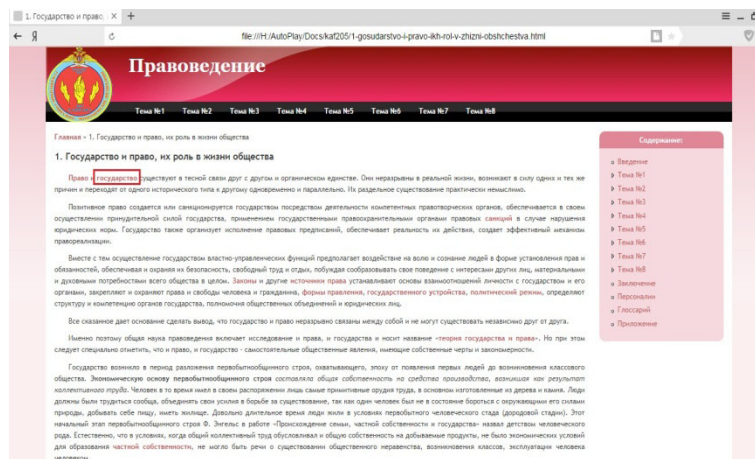 1. Государство и право,
file:///H:/AutoPlay/Docs/kaf205/1-gosudarstvo-i-pravo-ikh-rol-v-zhizni-obshchestva.html
Правоведение
Тема №1 Тема №2 Тема №3 Тема №4 Тема №5 Тема №6 Тема №7 Тема №8
Главная » 1. Государство и право, их роль в жизни общества
1. Государство и право, их роль в жизни общества
Право и государство существуют в тесной связи друг с другом и органическом единстве. Они неразрывны в реальной жизни, возникают в силу одних и тех же
причин и переходят от одного исторического типа к другому одновременно и параллельно. Их раздельное существование практически немыслимо.
Позитивное право создается или санкционируется государством посредством деятельности компетентных правотворческих органов, обеспечивается в своем
осуществлении принудительной силой государства, применением государственными правоохранительными органами правовых санкций в случае нарушения
юридических норм. Государство также организует исполнение правовых предписаний, обеспечивает реальность их действия, создает эффективный механизм
правореализации.
Вместе с тем осуществление государством властно-управленческих функций предполагает воздействие на волю и сознание людей в форме установления прав и
обязанностей, обеспечивая и охраняя их безопасность, свободный труд и отдых, побуждая сообразовывать свое поведение с интересами других лиц, материальными
и духовными потребностями всего общества в целом. Законы и другие источники права устанавливают основы взаимоотношений личности с государством и его
органами, закрепляют и охраняют права и свободы человека и гражданина, формы правления, государственного устройства, политический режим, определяют
структуру и компетенцию органов государства, полномочия общественных объединений и юридических лиц.
Все сказанное дает основание сделать вывод, что государство и право неразрывно связаны между собой и не могут существовать независимо друг от друга.
Именно поэтому общая наука правоведения включает исследование и права, и государства и носит название «теория государства и права». Но при этом
следует специально отметить, что и право, и государство - самостоятельные общественные явления, имеющие собственные черты и закономерности.
Государство возникло в период разложения первобытнообщинного строя, охватывающего, эпоху от появления первых людей до возникновения классового
общества. Экономическую основу первобытнообщинного строя составляла общая собственность на средства производства, возникшая как результат
коллективного труда. Человек в то время имел в своем распоряжении лишь самые примитивные орудия труда, в основном изготовленные из дерева и камня. Люди
должны были трудиться сообща, объединять свои усилия в борьбе за существование, так как один человек был не в состоянии бороться с окружающими его силами
природы, добывать себе пищу, иметь жилище. Довольно длительное время люди жили в условиях первобытного человеческого стада (дородовой стадии). Этот
начальный этап первобытнообщинного строя Ф. Энгельс в работе «Происхождение семьи, частной собственности и государства» назвал детством человеческого
рода. Естественно, что в условиях, когда общий коллективный труд обусловливал и общую собственность на добываемые продукты, не было экономических условий
для образования частной собственности, не могло быть речи о существовании общественного неравенства, возникновения классов, эксплуатации человека
человеком.
Содержание:
Введение
Тема №1
Тема №2
Тема №3
Тема №4
Тема №5
Тема №6
Тема №7
Тема №8
Заключение
Персоналии
Глоссарий
Приложение